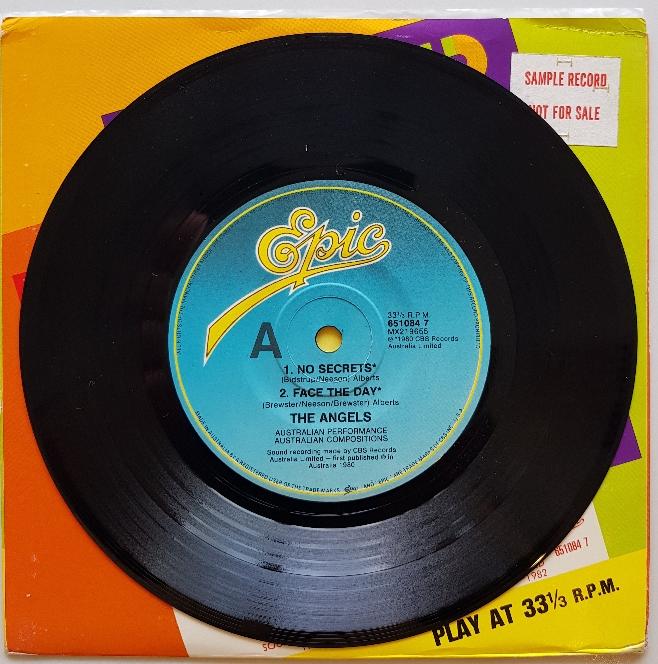 SAMPLE RECORD
NOT FOR SALE
Epic
A
33⅓ R.P.M.
651084 7
MX219665
℗ 1980 CBS Records
Australia Limited
1. NO SECRETS*
(Bidstrup/Neeson) Alberts
2. FACE THE DAY*
(Brewster/Neeson/Brewster) Alberts
THE ANGELS
AUSTRALIAN PERFORMANCE
AUSTRALIAN COMPOSITIONS
Sound recording made by CBS Records
Australia Limited – first published ℗ in
Australia 1980
651084 7
1982
PLAY AT 33⅓ R.P.M.